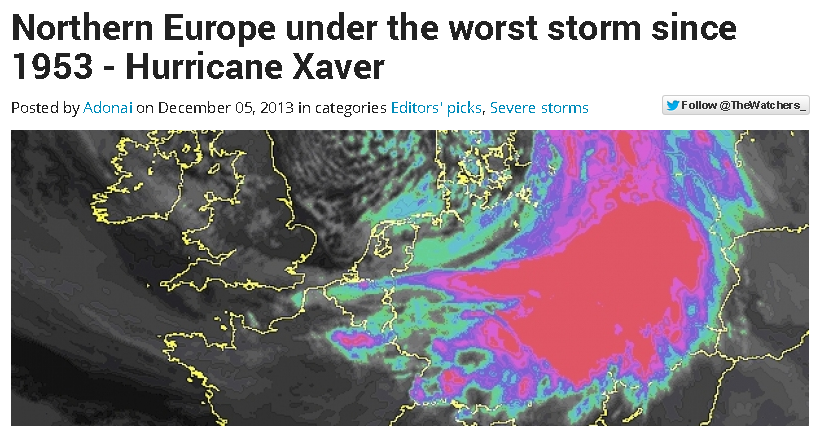 Northern Europe under the worst storm since
1953 - Hurricane Xaver
Posted by Adonai on December 05, 2013 in categories Editors' picks, Severe storms
Follow @TheWatchers_